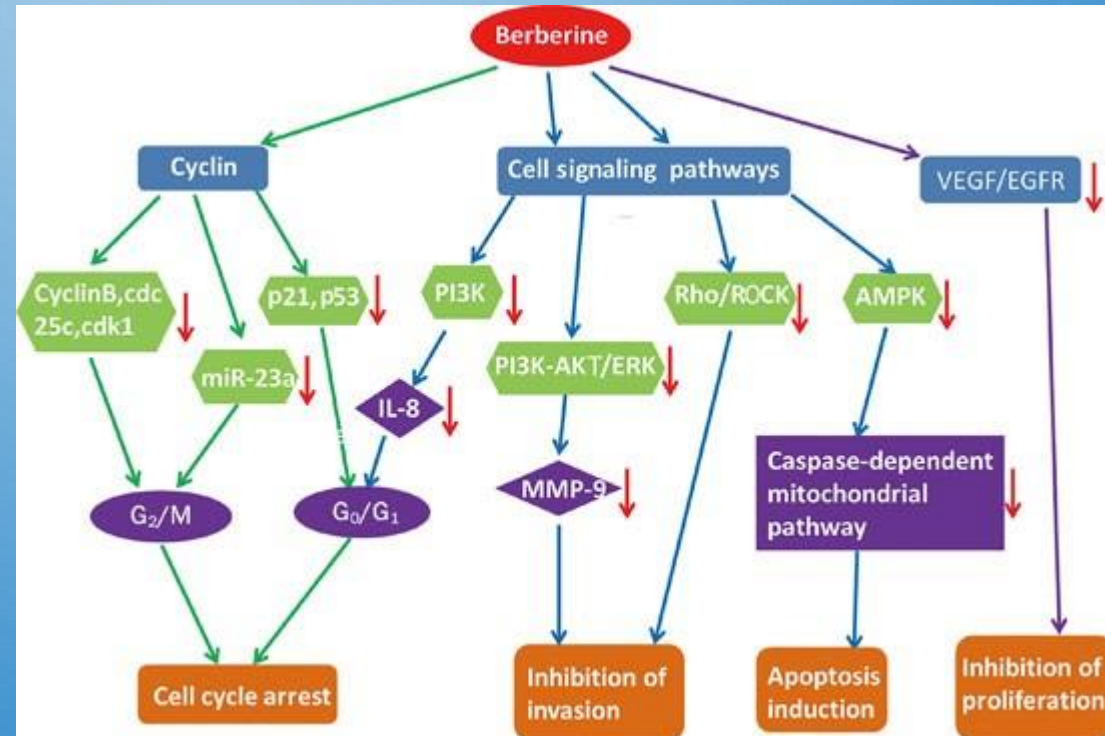 Berberine
Cyclin
Cell signaling pathways
VEGF/EGFR
CyclinB,cdc
25c,cdk1
p21,p53
PI3K
Rho/ROCK
AMPK
miR-23a
PI3K-AKT/ERK
IL-8
MMP-9
Caspase-dependent
mitochondrial
pathway
G₂/M
G₀/G₁
Cell cycle arrest
Inhibition of
invasion
Apoptosis
induction
Inhibition of
proliferation